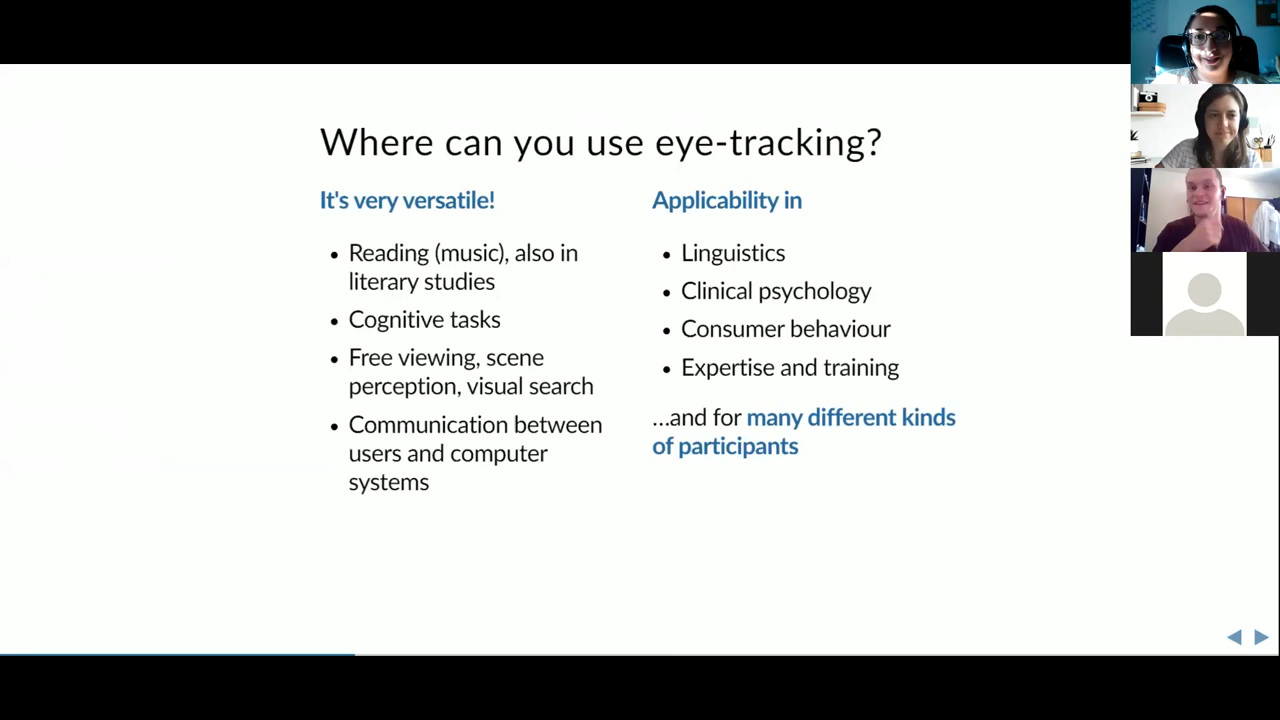 Where can you use eye-tracking?
It's very versatile!
• Reading (music), also in
literary studies
• Cognitive tasks
• Free viewing, scene
perception, visual search
• Communication between
users and computer
systems
Applicability in
• Linguistics
• Clinical psychology
• Consumer behaviour
• Expertise and training
...and for many different kinds
of participants